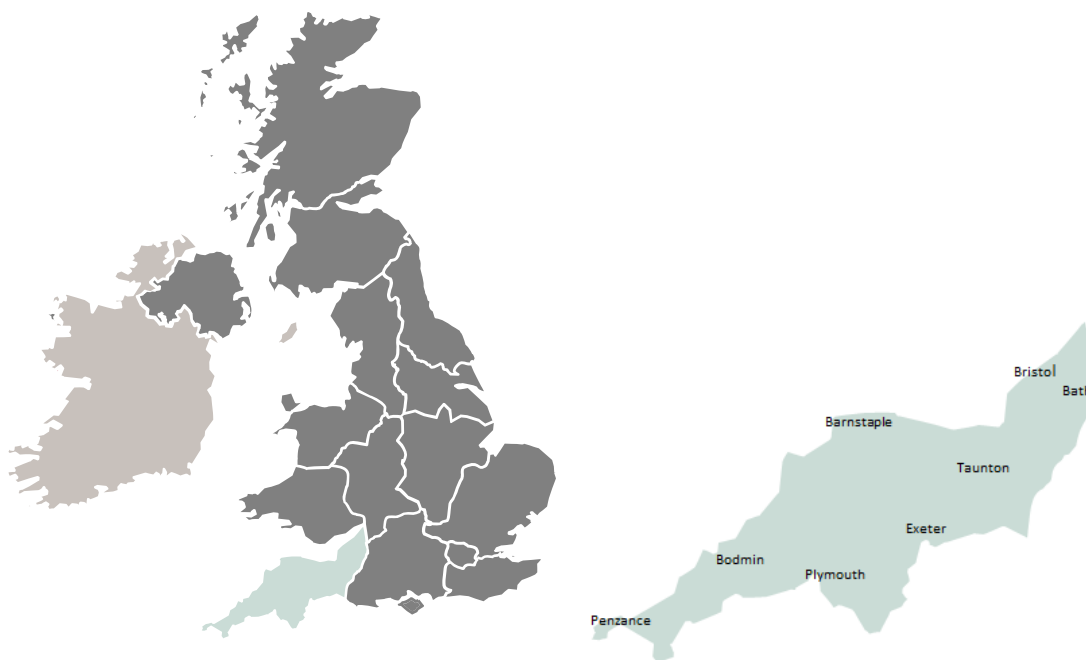 Bristol
Bath
Barnstaple
Taunton
Exeter
Bodmin
Plymouth
Penzance